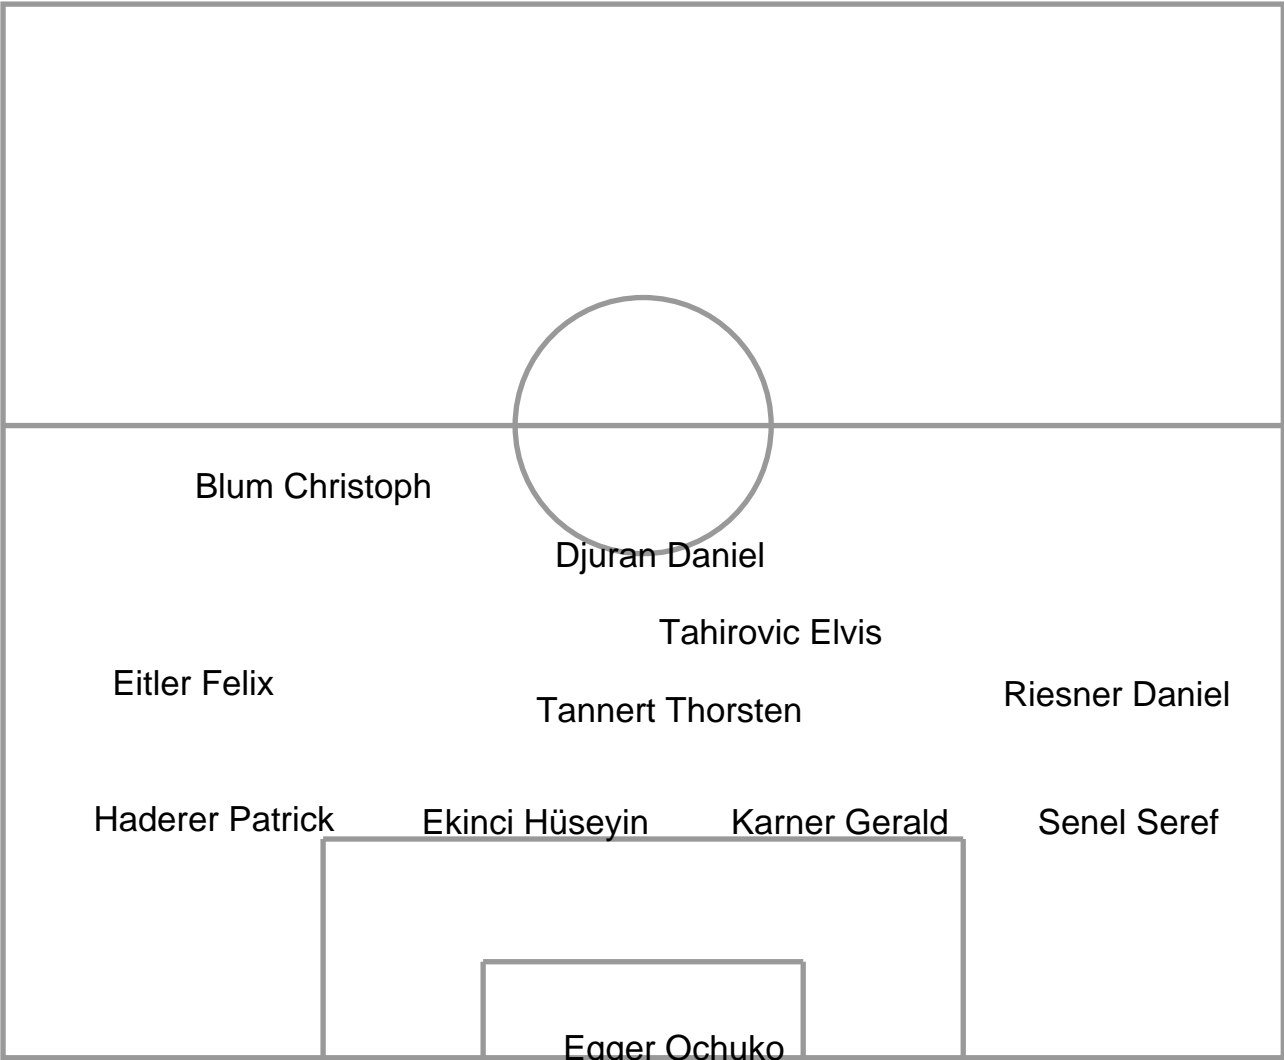 Blum Christoph
Djuran Daniel
Tahirovic Elvis
Eitler Felix
Riesner Daniel
Tannert Thorsten
Haderer Patrick
Ekinci Hüseyin
Karner Gerald
Senel Seref
Egger Ochuko